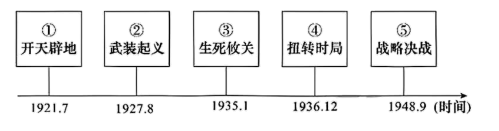 ① ② ③ ④ ⑤
开天辟地 武装起义 生死攸关 扭转时局 战略决战
1921.7 1927.8 1935.1 1936.12 1948.9 (时间)